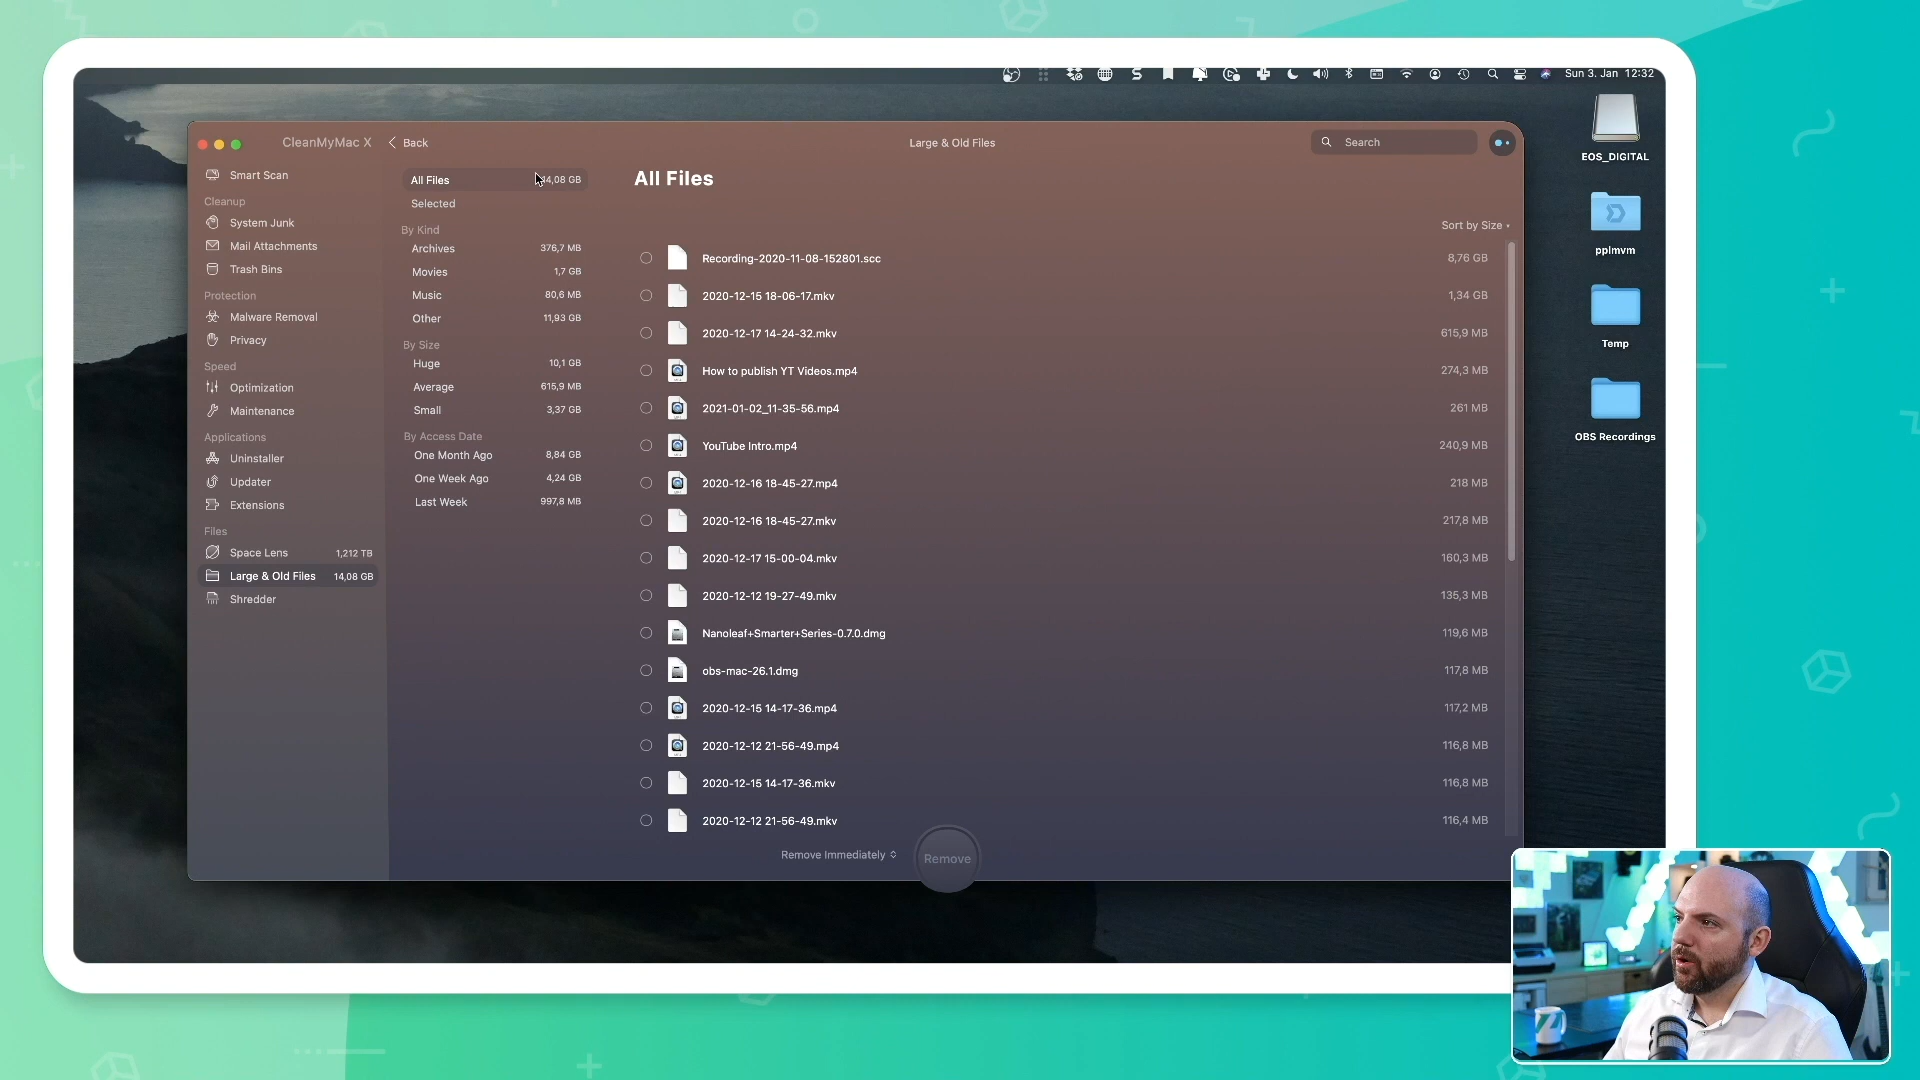 Sun 3. Jan 12:32
CleanMyMac X
Back
Large & Old Files
Search
Smart Scan
Cleanup
System Junk
Mail Attachments
Trash Bins
Protection
Malware Removal
Privacy
Speed
Optimization
Maintenance
Applications
Uninstaller
Updater
Extensions
Files
Space Lens 1,212 TB
Large & Old Files 14,08 GB
Shredder
All Files 14,08 GB
Selected
By Kind
Archives 376,7 MB
Movies 1,7 GB
Music 80,6 MB
Other 11,93 GB
By Size
Huge 10,1 GB
Average 615,9 MB
Small 3,37 GB
By Access Date
One Month Ago 8,84 GB
One Week Ago 4,24 GB
Last Week 997,8 MB
All Files
Sort by Size
Recording-2020-11-08-152801.scc 8,76 GB
2020-12-15 18-06-17.mkv 1,34 GB
2020-12-17 14-24-32.mkv 615,9 MB
How to publish YT Videos.mp4 274,3 MB
2021-01-02_11-35-56.mp4 261 MB
YouTube Intro.mp4 240,9 MB
2020-12-16 18-45-27.mp4 218 MB
2020-12-16 18-45-27.mkv 217,8 MB
2020-12-17 15-00-04.mkv 160,3 MB
2020-12-12 19-27-49.mkv 135,3 MB
Nanoleaf+Smarter+Series-0.7.0.dmg 119,6 MB
obs-mac-26.1.dmg 117,8 MB
2020-12-15 14-17-36.mp4 117,2 MB
2020-12-12 21-56-49.mp4 116,8 MB
2020-12-15 14-17-36.mkv 116,8 MB
2020-12-12 21-56-49.mkv 116,4 MB
Remove Immediately
Remove
EOS_DIGITAL
pplmvm
Temp
OBS Recordings